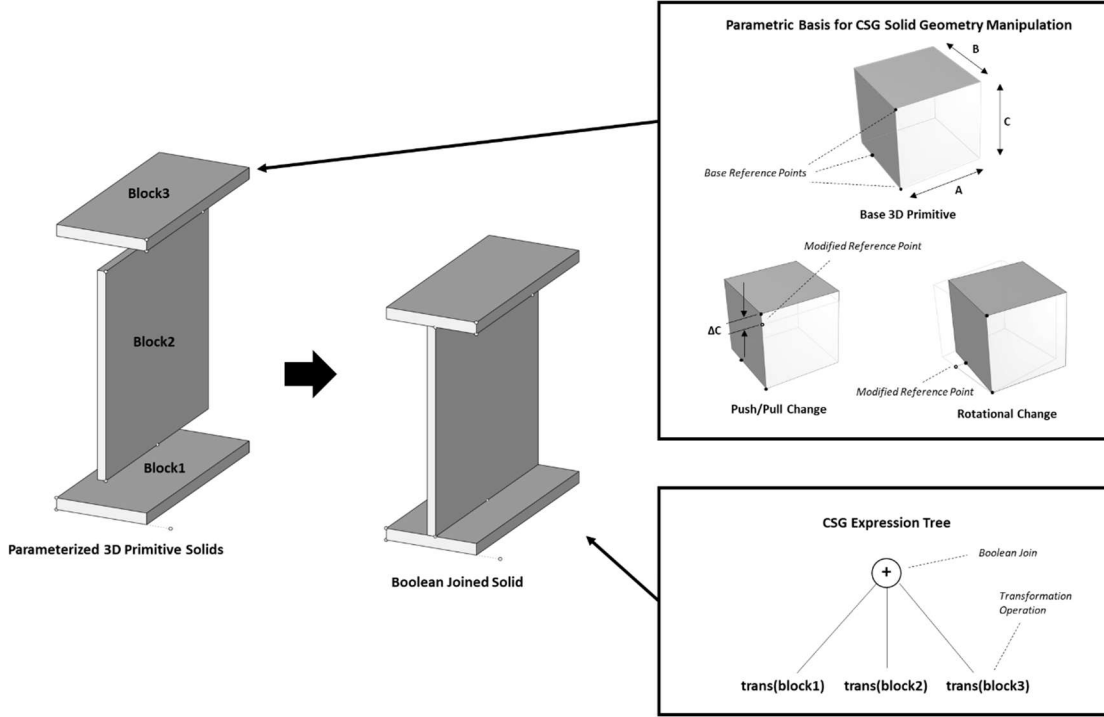 Parametric Basis for CSG Solid Geometry Manipulation
B
C
A
Base Reference Points
Base 3D Primitive
Modified Reference Point
ΔC
Modified Reference Point
Push/Pull Change
Rotational Change
Block3
Block2
Block1
Parameterized 3D Primitive Solids
Boolean Joined Solid
CSG Expression Tree
+
Boolean Join
Transformation
Operation
trans(block1)
trans(block2)
trans(block3)